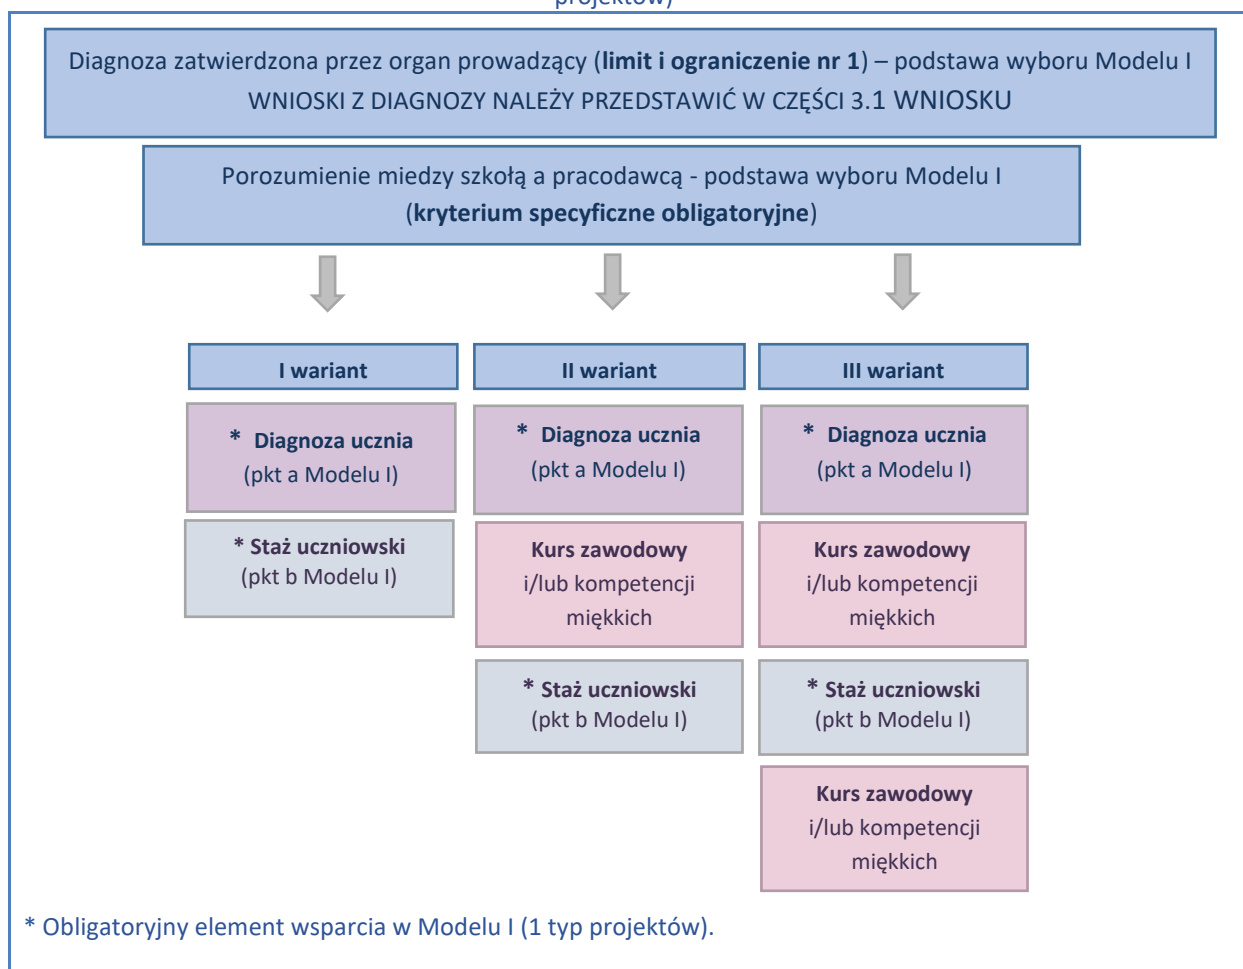 projektów)
Diagnoza zatwierdzona przez organ prowadzący (limit i ograniczenie nr 1) – podstawa wyboru Modelu I
WNIOSKI Z DIAGNOZY NALEŻY PRZEDSTAWIĆ W CZĘŚCI 3.1 WNIOSKU
Porozumienie miedzy szkołą a pracodawcą - podstawa wyboru Modelu I
(kryterium specyficzne obligatoryjne)
I wariant
* Diagnoza ucznia
(pkt a Modelu I)
* Staż uczniowski
(pkt b Modelu I)
II wariant
* Diagnoza ucznia
(pkt a Modelu I)
Kurs zawodowy
i/lub kompetencji
miękkich
* Staż uczniowski
(pkt b Modelu I)
III wariant
* Diagnoza ucznia
(pkt a Modelu I)
Kurs zawodowy
i/lub kompetencji
miękkich
* Staż uczniowski
(pkt b Modelu I)
Kurs zawodowy
i/lub kompetencji
miękkich
* Obligatoryjny element wsparcia w Modelu I (1 typ projektów).